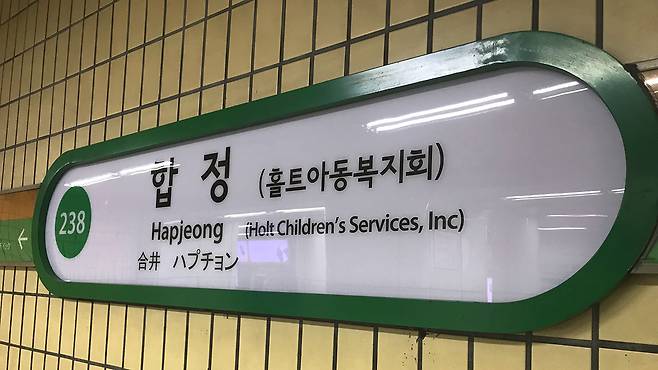 238
합 정 (홀트아동복지회)
Hapjeong (Holt Children's Services, Inc)
合井 ハプチョン